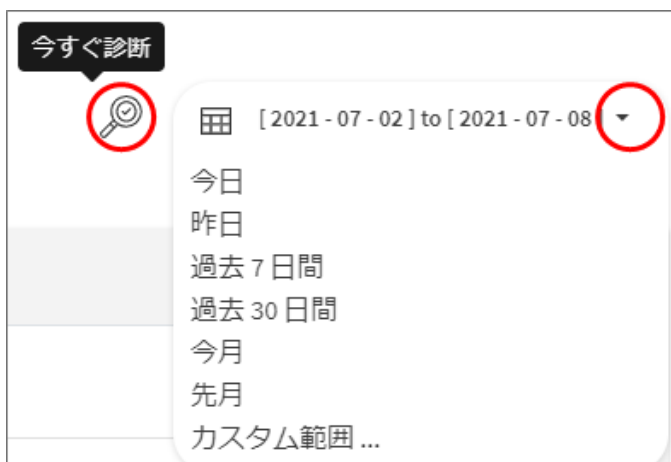 今すぐ診断
[ 2021 - 07 - 02 ] to [ 2021 - 07 - 08
今日
昨日
過去 7 日間
過去 30 日間
今月
先月
カスタム範囲 ...